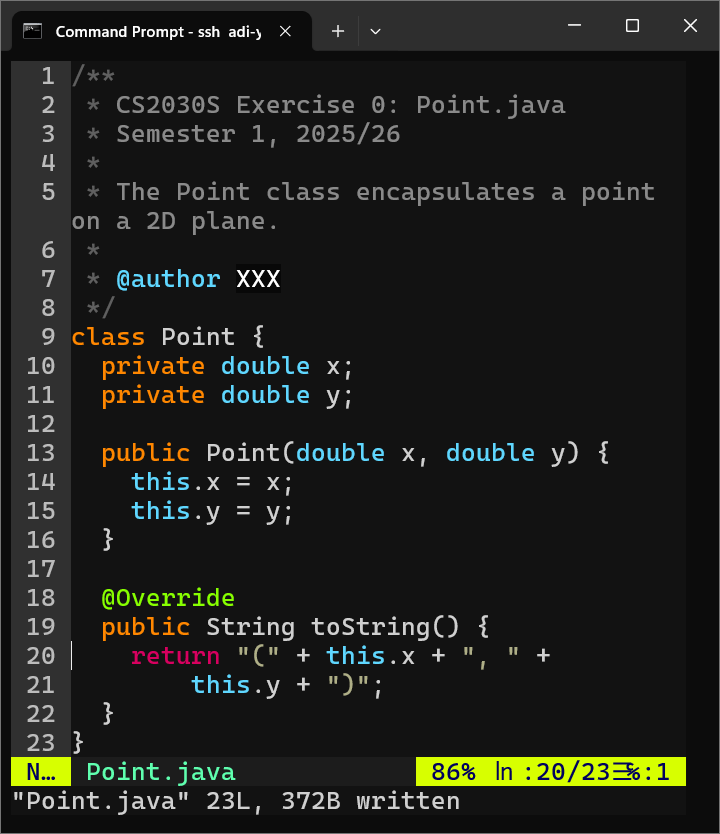 Command Prompt - ssh adi-y
1 /**
2  * CS2030S Exercise 0: Point.java
3  * Semester 1, 2025/26
4  *
5  * The Point class encapsulates a point
on a 2D plane.
6  *
7  * @author XXX
8  */
9 class Point {
10   private double x;
11   private double y;
12
13   public Point(double x, double y) {
14     this.x = x;
15     this.y = y;
16   }
17
18   @Override
19   public String toString() {
20     return "(" + this.x + ", " +
21         this.y + ")";
22   }
23 }
N… Point.java 86% ln :20/23☰%:1
"Point.java" 23L, 372B written